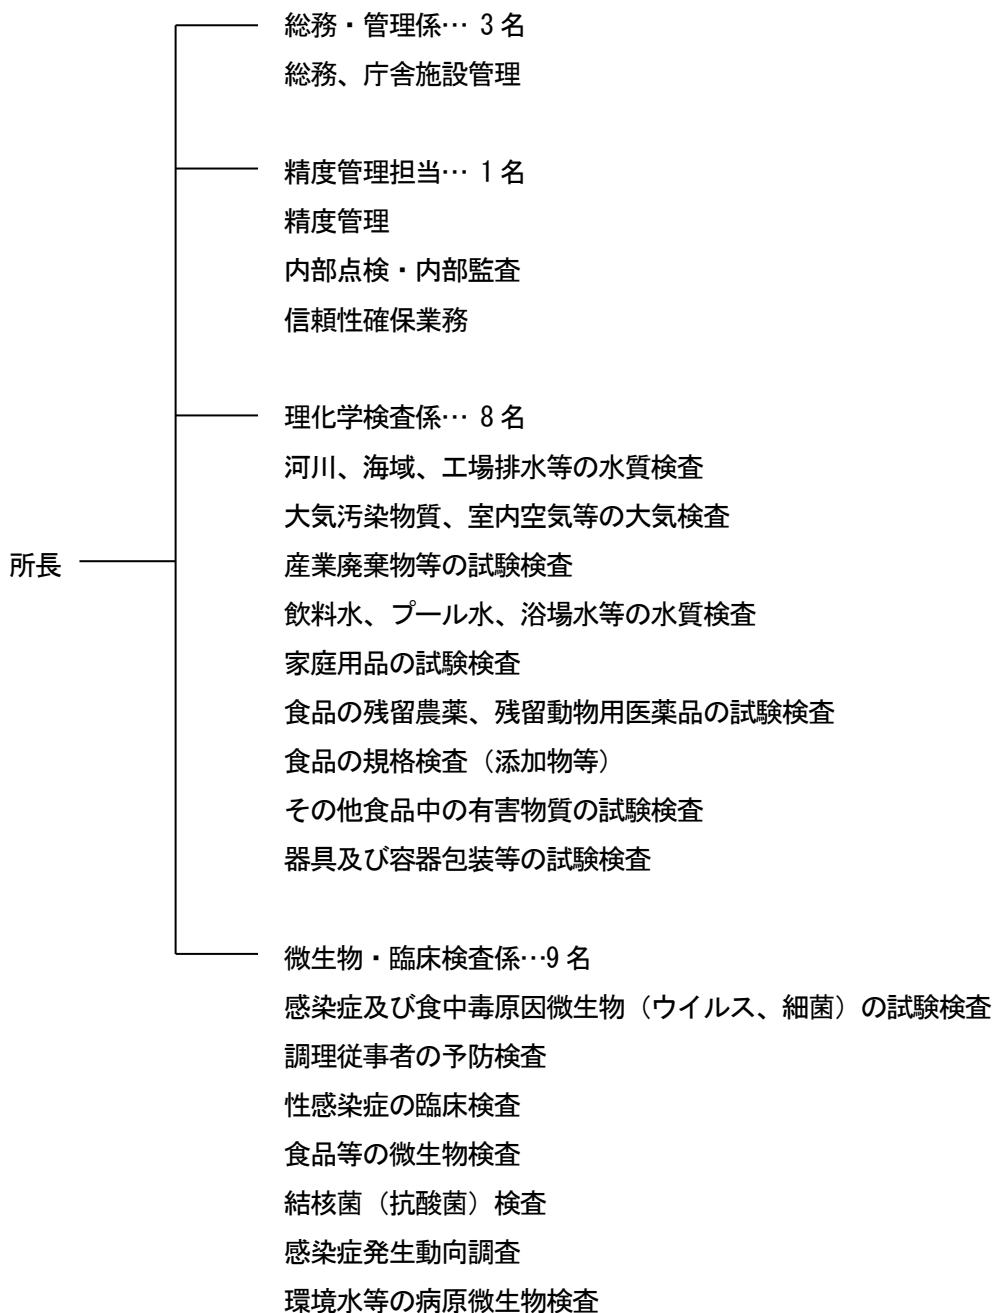 総務・管理係… 3 名
総務、庁舎施設管理
精度管理担当… 1 名
精度管理
内部点検・内部監査
信頼性確保業務
理化学検査係… 8 名
河川、海域、工場排水等の水質検査
大気汚染物質、室内空気等の大気検査
所長
産業廃棄物等の試験検査
飲料水、プール水、浴場水等の水質検査
家庭用品の試験検査
食品の残留農薬、残留動物用医薬品の試験検査
食品の規格検査（添加物等）
その他食品中の有害物質の試験検査
器具及び容器包装等の試験検査
微生物・臨床検査係…9 名
感染症及び食中毒原因微生物（ウイルス、細菌）の試験検査
調理従事者の予防検査
性感染症の臨床検査
食品等の微生物検査
結核菌（抗酸菌）検査
感染症発生動向調査
環境水等の病原微生物検査